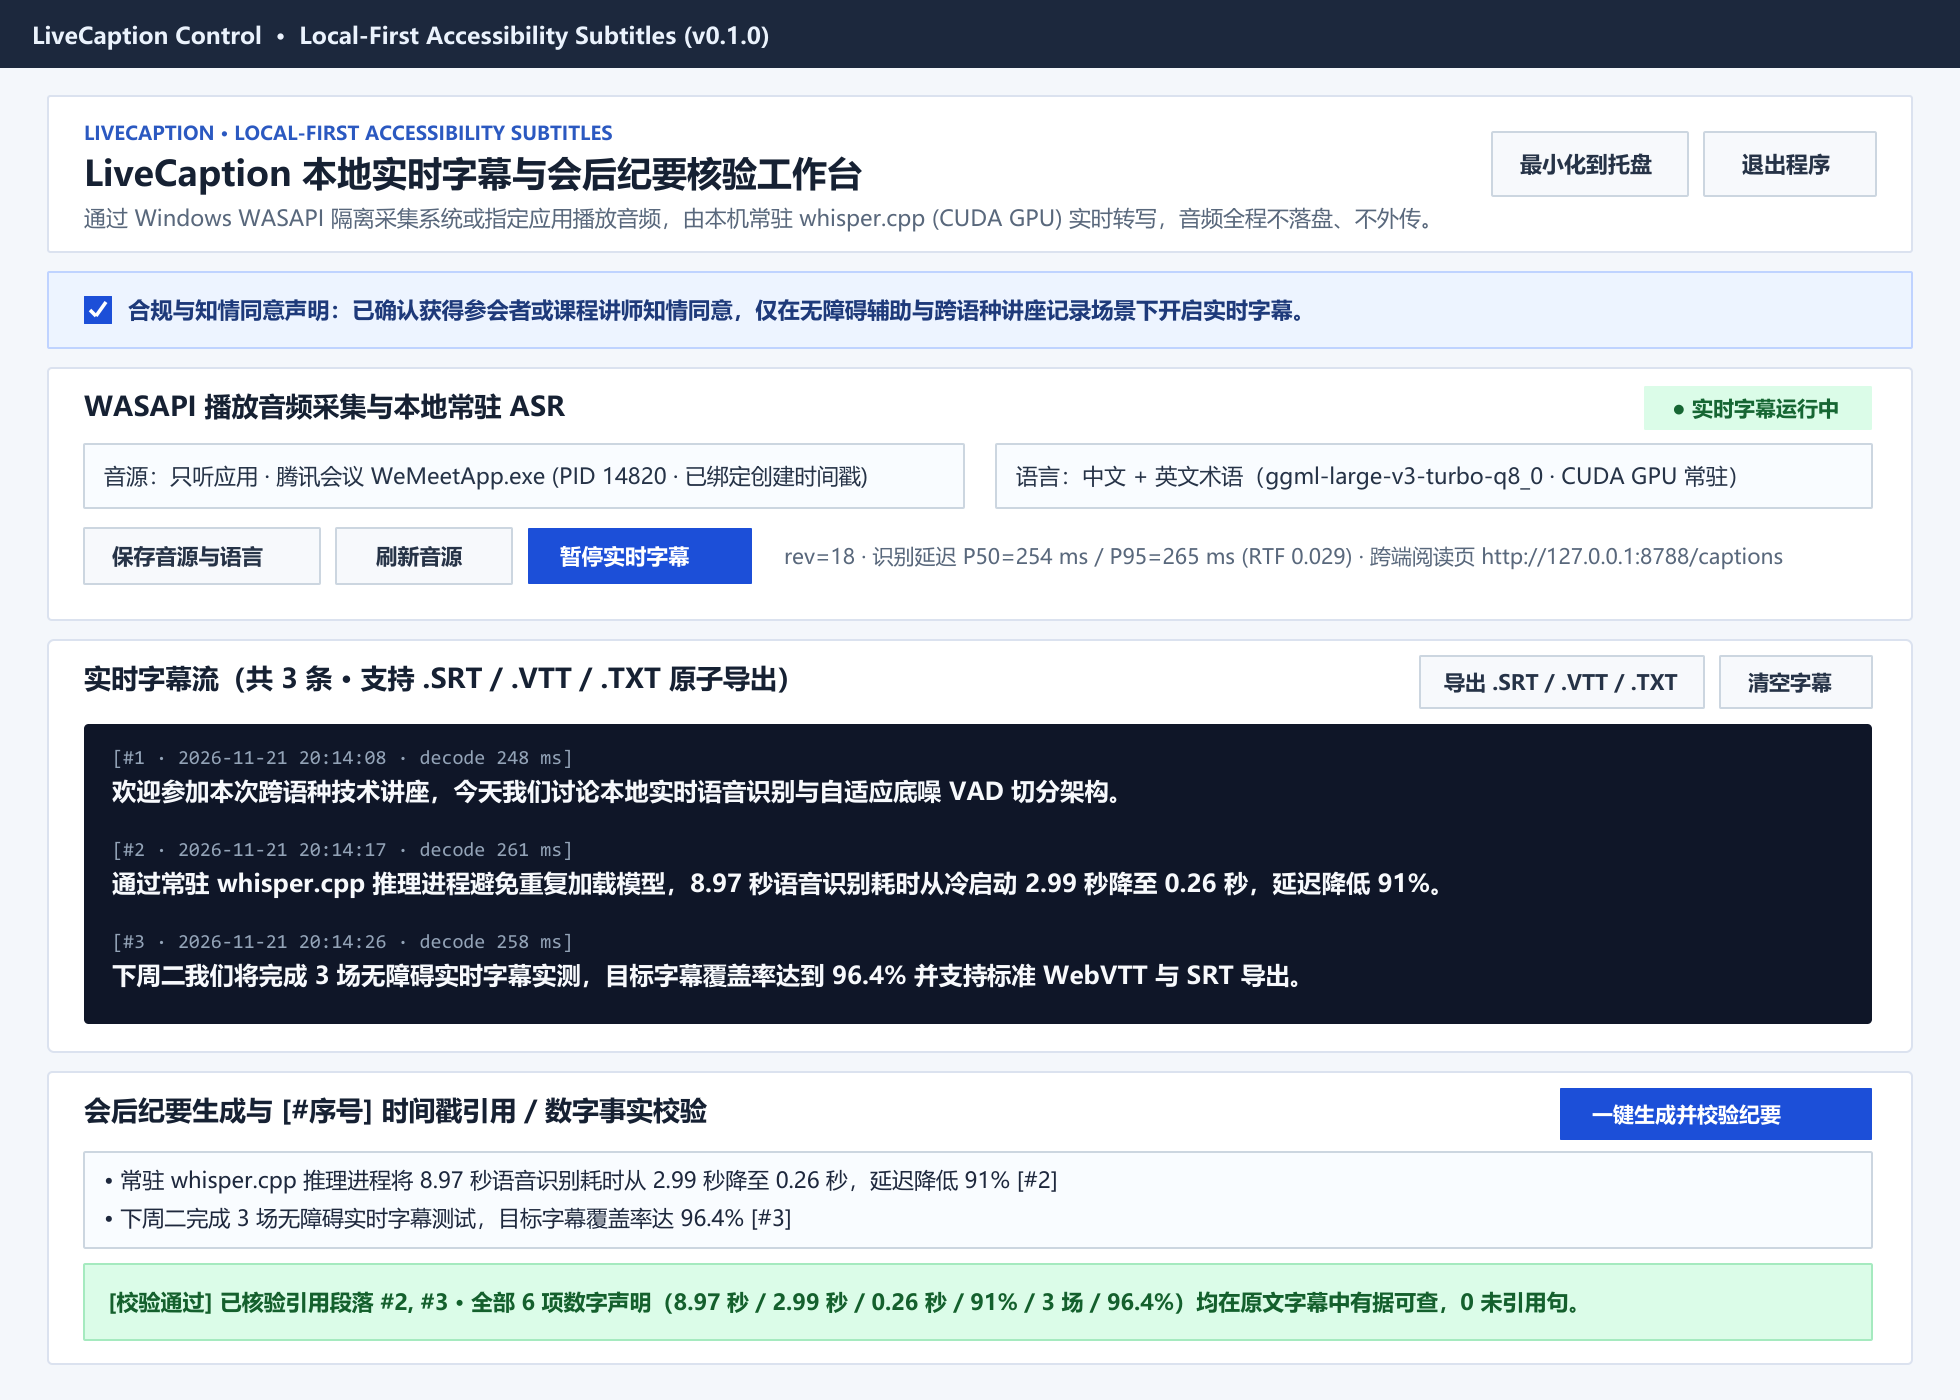 LiveCaption Control • Local-First Accessibility Subtitles (v0.1.0)
LIVECAPTION • LOCAL-FIRST ACCESSIBILITY SUBTITLES
LiveCaption 本地实时字幕与会后纪要核验工作台
通过 Windows WASAPI 隔离采集系统或指定应用播放音频，由本机常驻 whisper.cpp (CUDA GPU) 实时转写，音频全程不落盘、不外传。
最小化到托盘
退出程序
合规与知情同意声明：已确认获得参会者或课程讲师知情同意，仅在无障碍辅助与跨语种讲座记录场景下开启实时字幕。
WASAPI 播放音频采集与本地常驻 ASR
● 实时字幕运行中
音源：只听应用 · 腾讯会议 WeMeetApp.exe (PID 14820 · 已绑定创建时间戳)
语言：中文 + 英文术语（ggml-large-v3-turbo-q8_0 · CUDA GPU 常驻）
保存音源与语言
刷新音源
暂停实时字幕
rev=18 · 识别延迟 P50=254 ms / P95=265 ms (RTF 0.029) · 跨端阅读页 http://127.0.0.1:8788/captions
实时字幕流（共 3 条 • 支持 .SRT / .VTT / .TXT 原子导出）
导出 .SRT / .VTT / .TXT
清空字幕
[#1 · 2026-11-21 20:14:08 · decode 248 ms]
欢迎参加本次跨语种技术讲座，今天我们讨论本地实时语音识别与自适应底噪 VAD 切分架构。
[#2 · 2026-11-21 20:14:17 · decode 261 ms]
通过常驻 whisper.cpp 推理进程避免重复加载模型，8.97 秒语音识别耗时从冷启动 2.99 秒降至 0.26 秒，延迟降低 91%。
[#3 · 2026-11-21 20:14:26 · decode 258 ms]
下周二我们将完成 3 场无障碍实时字幕实测，目标字幕覆盖率达到 96.4% 并支持标准 WebVTT 与 SRT 导出。
会后纪要生成与 [#序号] 时间戳引用 / 数字事实校验
一键生成并校验纪要
• 常驻 whisper.cpp 推理进程将 8.97 秒语音识别耗时从 2.99 秒降至 0.26 秒，延迟降低 91% [#2]
• 下周二完成 3 场无障碍实时字幕测试，目标字幕覆盖率达 96.4% [#3]
[校验通过] 已核验引用段落 #2, #3 • 全部 6 项数字声明（8.97 秒 / 2.99 秒 / 0.26 秒 / 91% / 3 场 / 96.4%）均在原文字幕中有据可查，0 未引用句。